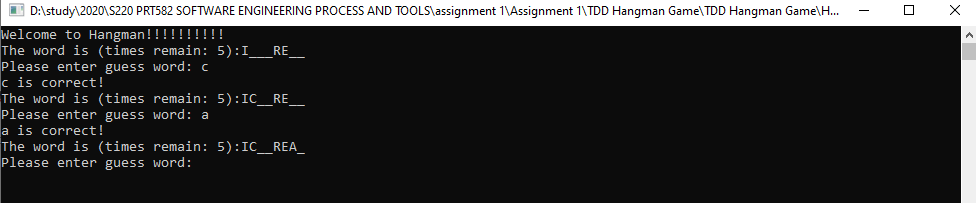 D:\study\2020\S220 PRT582 SOFTWARE ENGINEERING PROCESS AND TOOLS\assignment 1\Assignment 1\TDD Hangman Game\TDD Hangman Game\H...
Welcome to Hangman!!!!!!!!!!
The word is (times remain: 5):I___RE__
Please enter guess word: c
c is correct!
The word is (times remain: 5):IC__RE__
Please enter guess word: a
a is correct!
The word is (times remain: 5):IC__REA_
Please enter guess word: